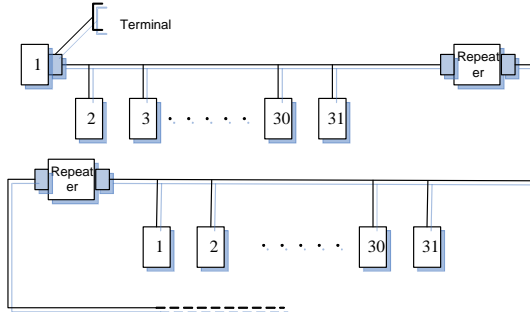 Terminal
1
Repeat
er
2 3 . . . . . 30 31
Repeat
er
1 2 . . . . . 30 31